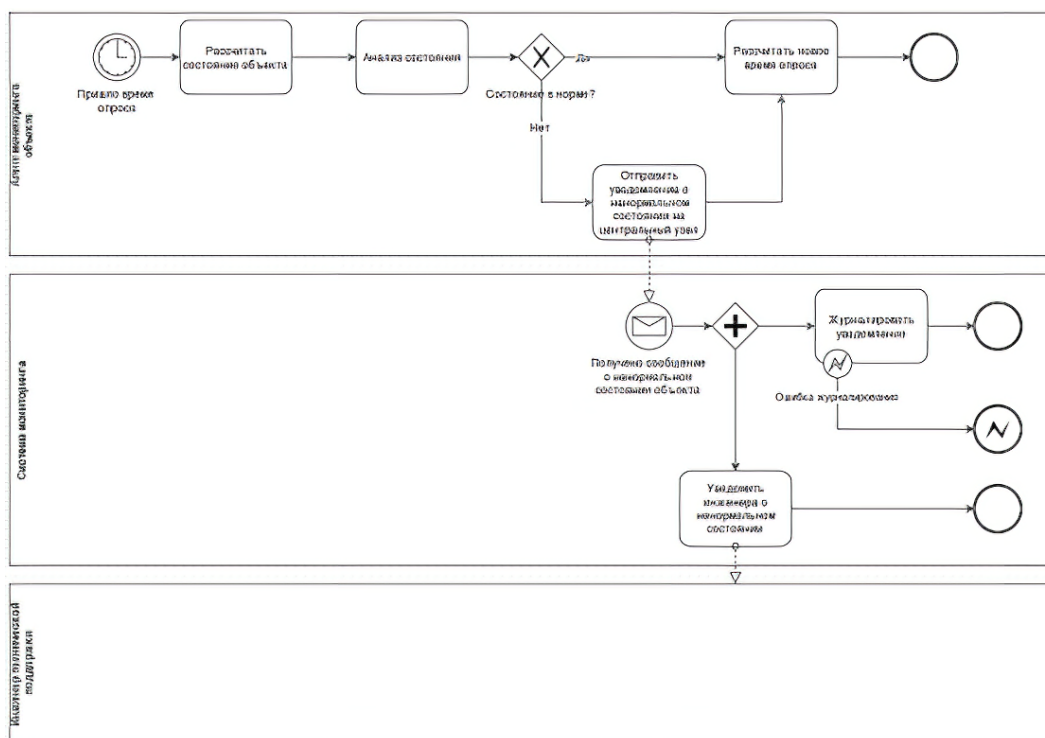 Агент мониторинга
объекта
Пришло время
опроса
Рассчитать
состояние объекта
Анализ состояния
Состояние в норме?
Да
Нет
Рассчитать новое
время опроса
Отправить
уведомление о
ненормальном
состоянии на
центральный узел
Система мониторинга
Получено сообщение
о ненормальном
состоянии объекта
Журналировать
уведомление
Ошибка журналирования
Уведомить
инженера о
ненормальном
состоянии
Инженер технической
поддержки